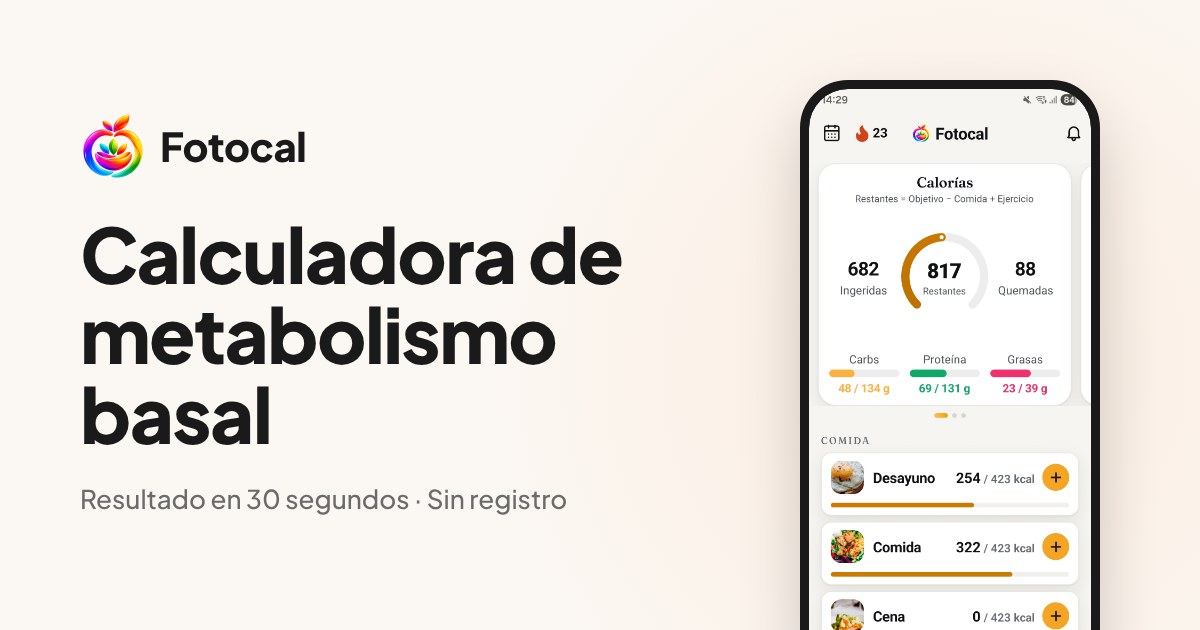 Fotocal
Calculadora de
metabolismo
basal
Resultado en 30 segundos · Sin registro
14:29
84
23
Fotocal
Calorías
Restantes = Objetivo − Comida + Ejercicio
682
Ingeridas
817
Restantes
88
Quemadas
Carbs
Proteína
Grasas
48 / 134 g
69 / 131 g
23 / 39 g
COMIDA
Desayuno 254 / 423 kcal +
Comida 322 / 423 kcal +
Cena 0 / 423 kcal +